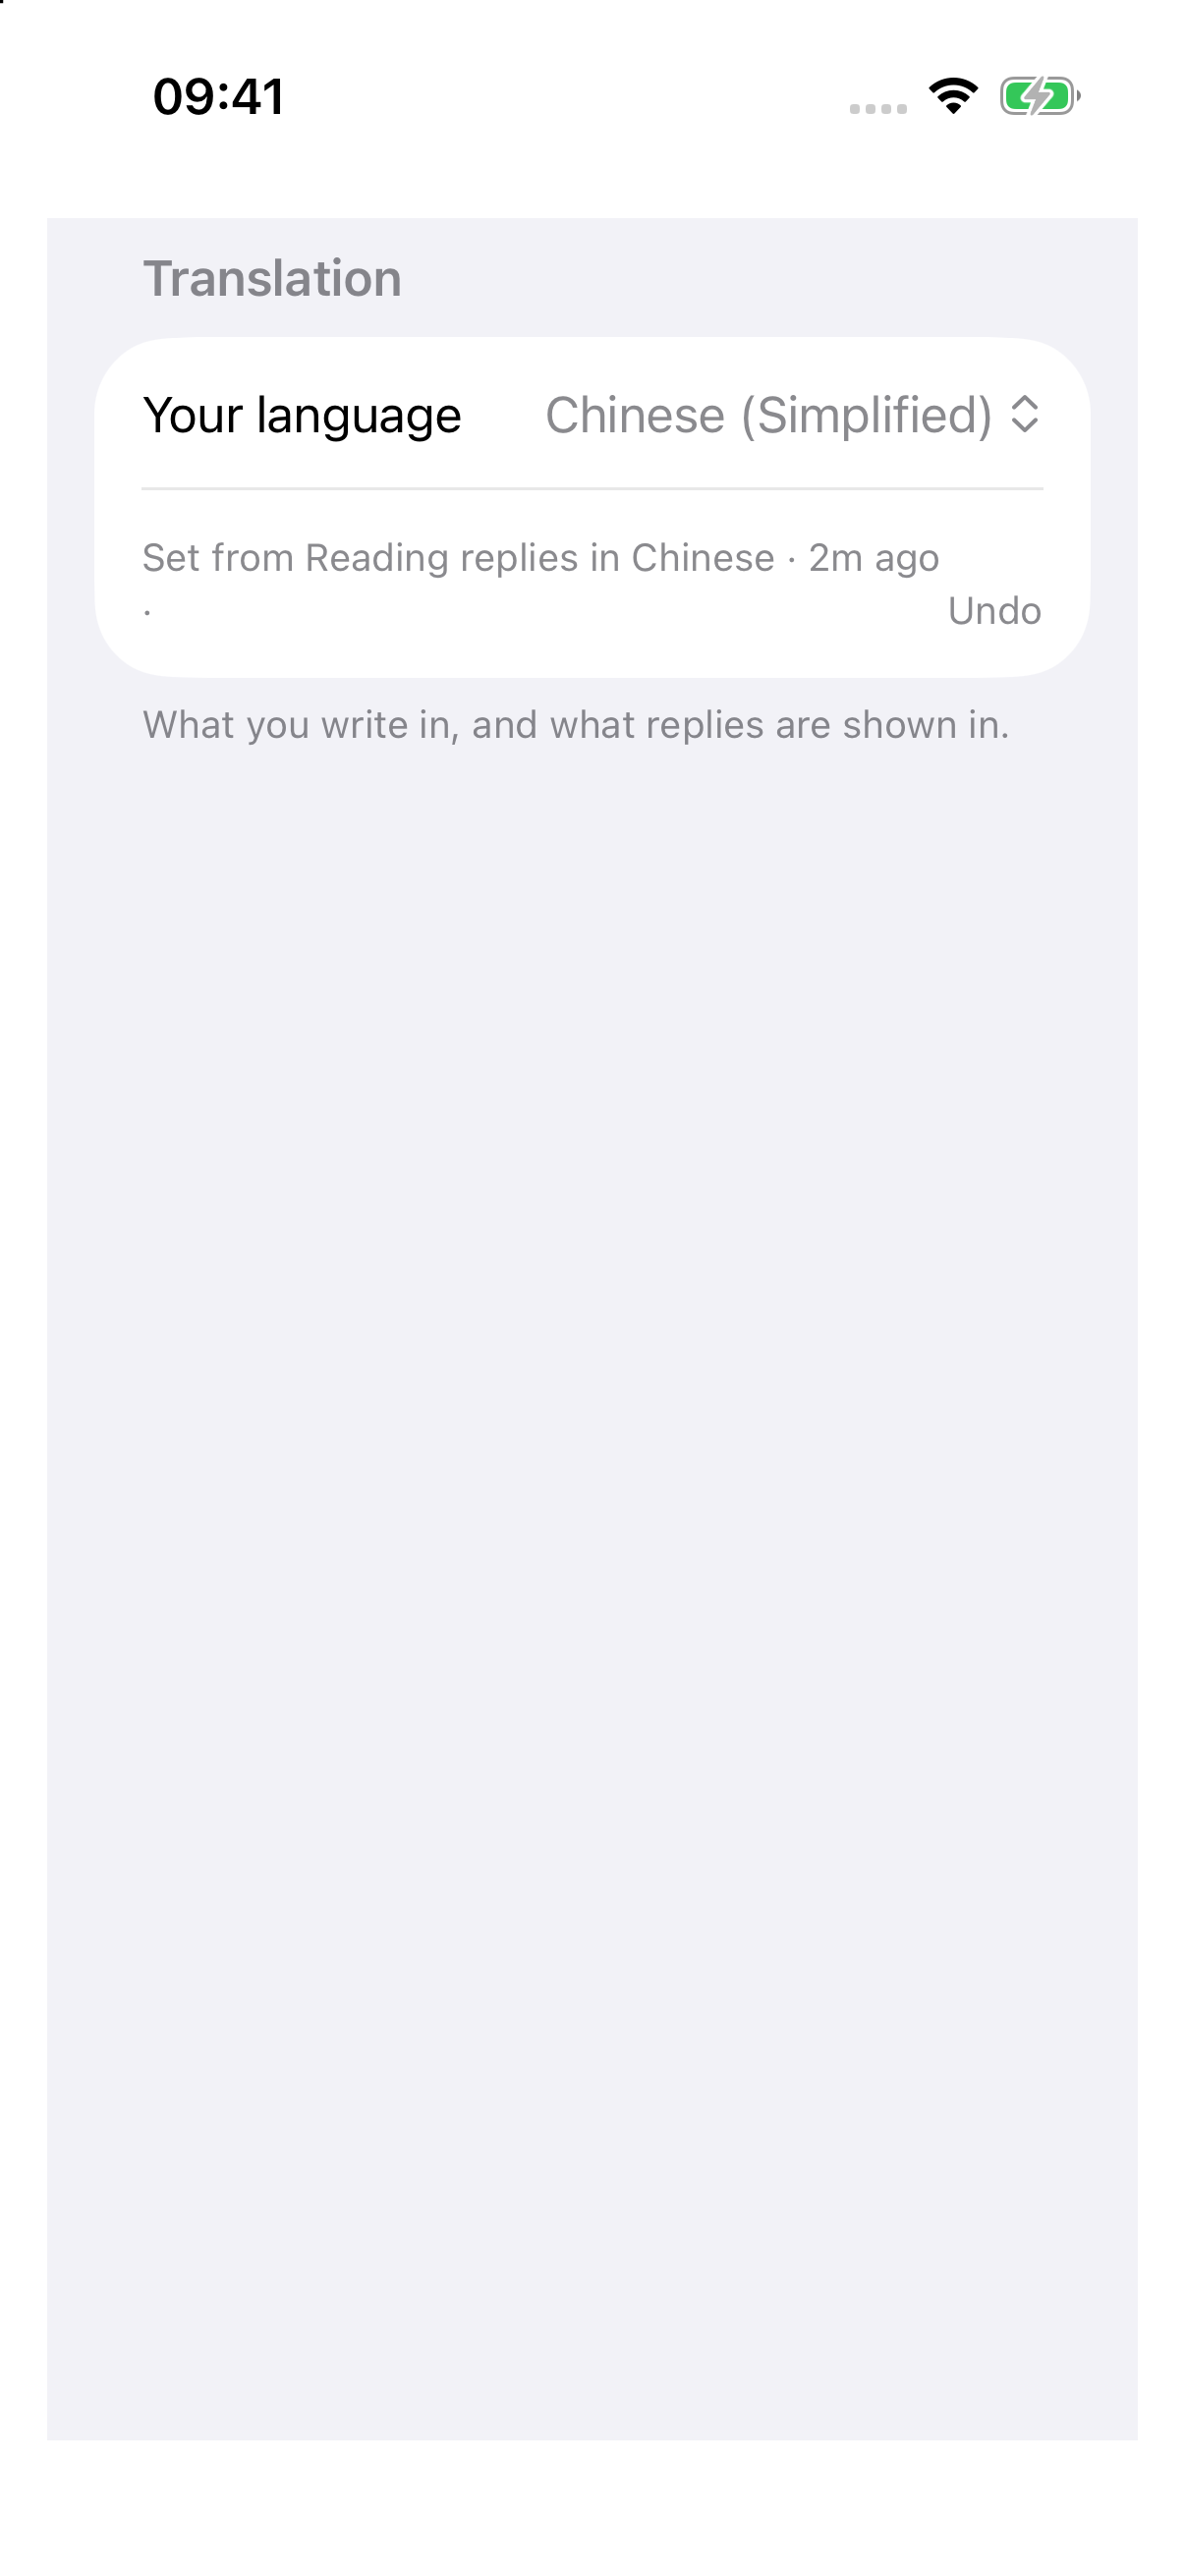 09:41
Translation
Your language Chinese (Simplified)
Set from Reading replies in Chinese · 2m ago
· Undo
What you write in, and what replies are shown in.